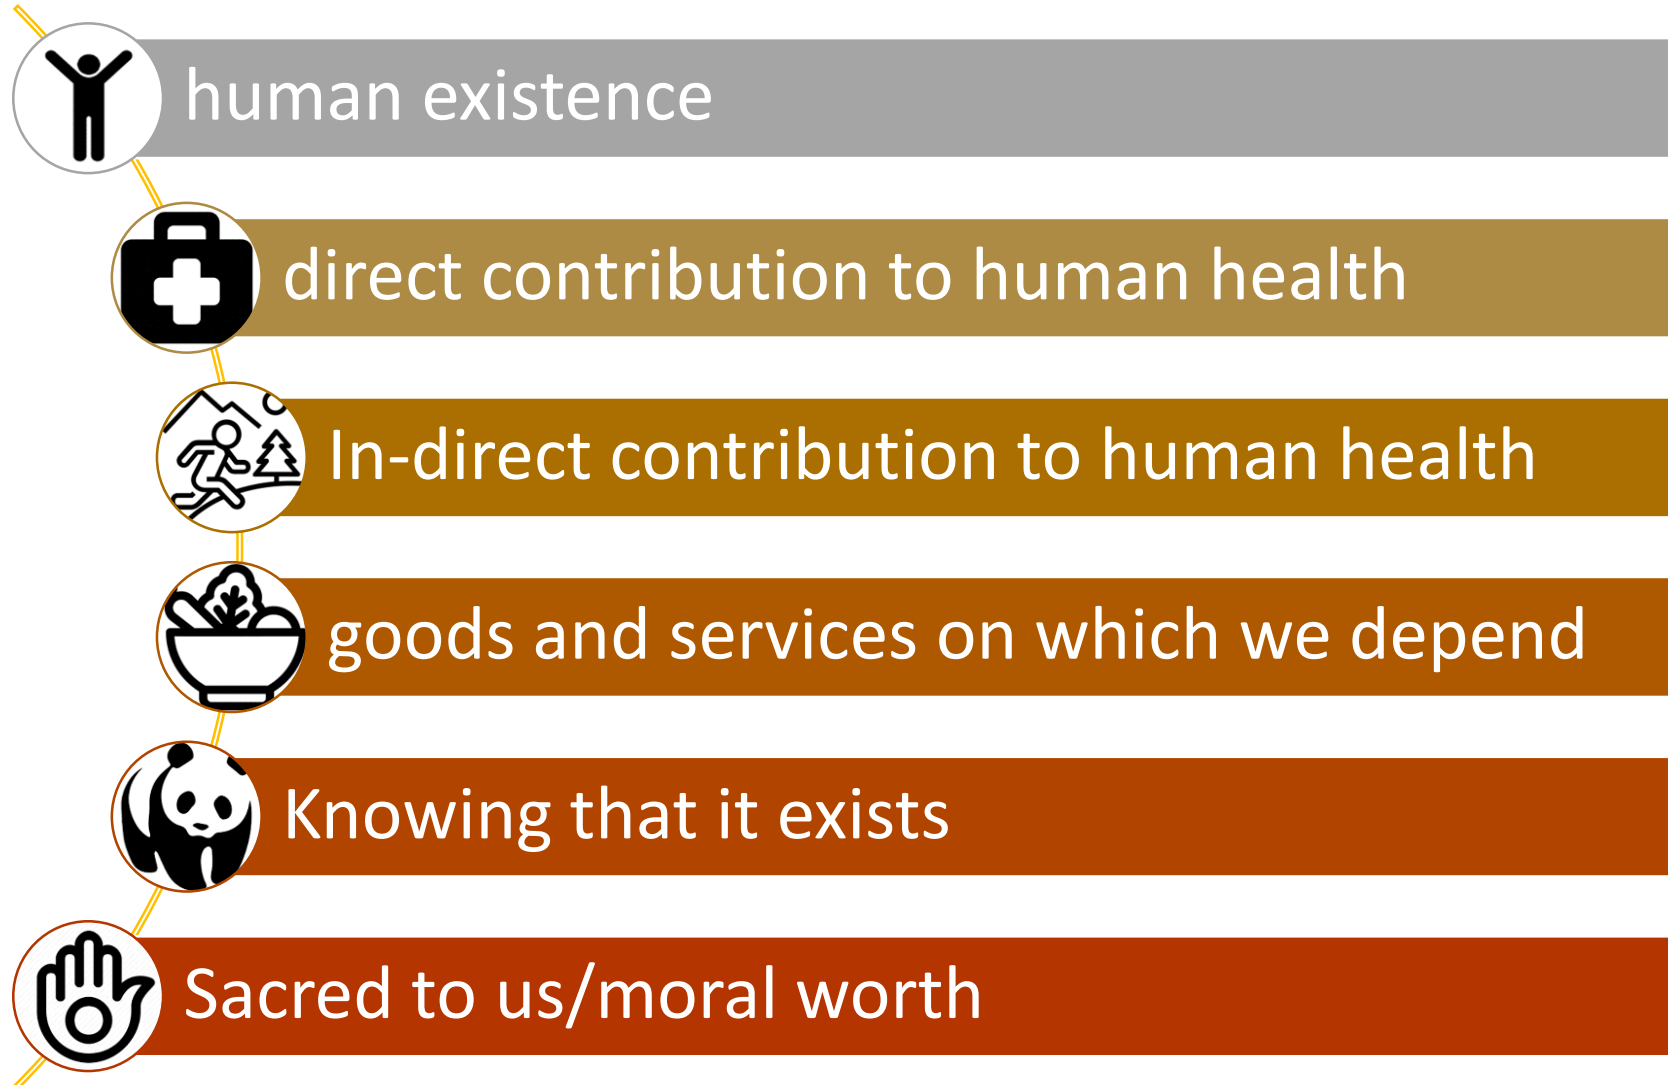 human existence
direct contribution to human health
In-direct contribution to human health
goods and services on which we depend
Knowing that it exists
Sacred to us/moral worth